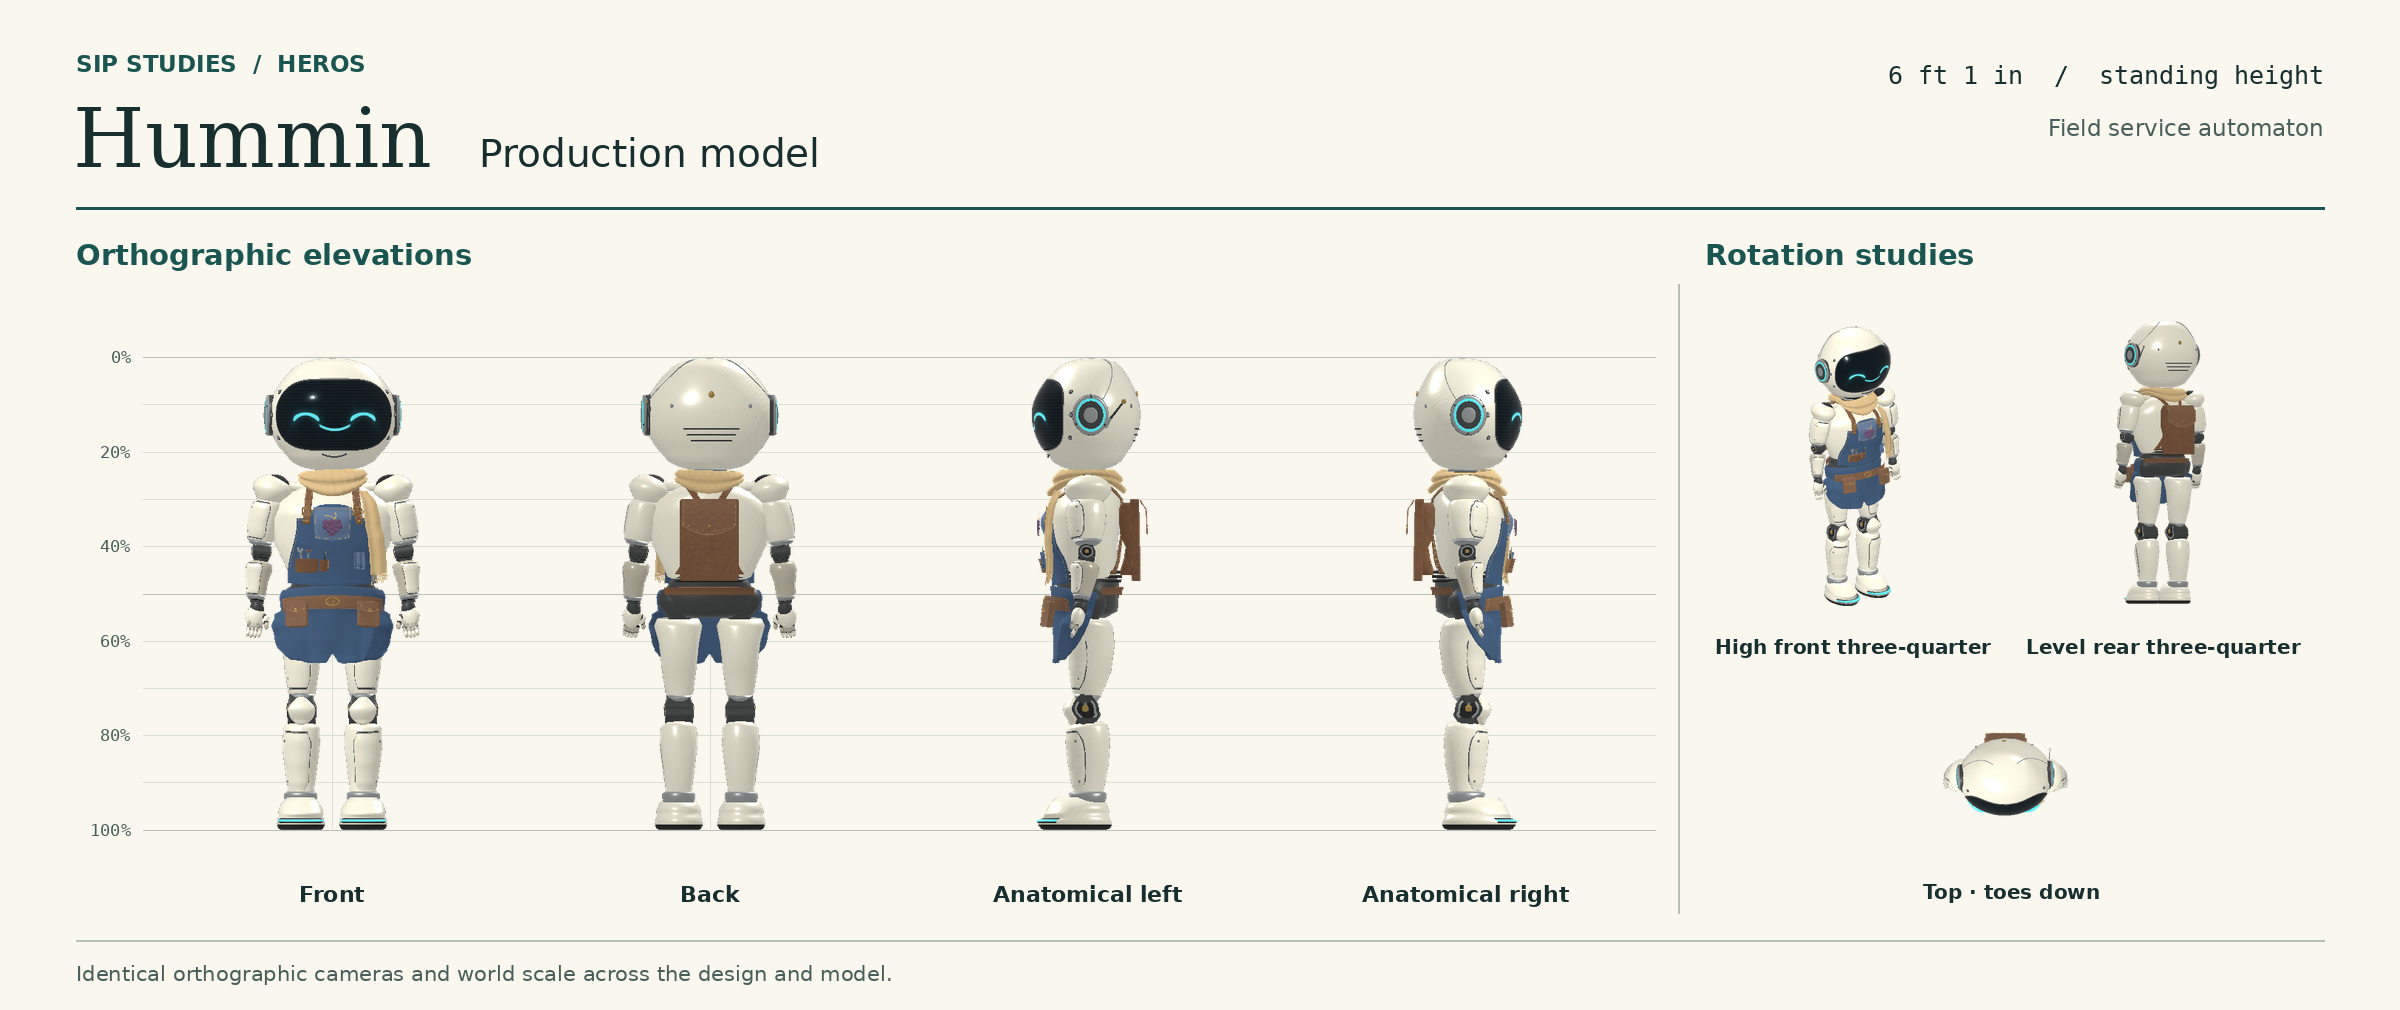 SIP STUDIES / HEROS
Hummin Production model
6 ft 1 in / standing height
Field service automaton
Orthographic elevations
Rotation studies
0%
20%
40%
60%
80%
100%
Front
Back
Anatomical left
Anatomical right
High front three-quarter
Level rear three-quarter
Top · toes down
Identical orthographic cameras and world scale across the design and model.